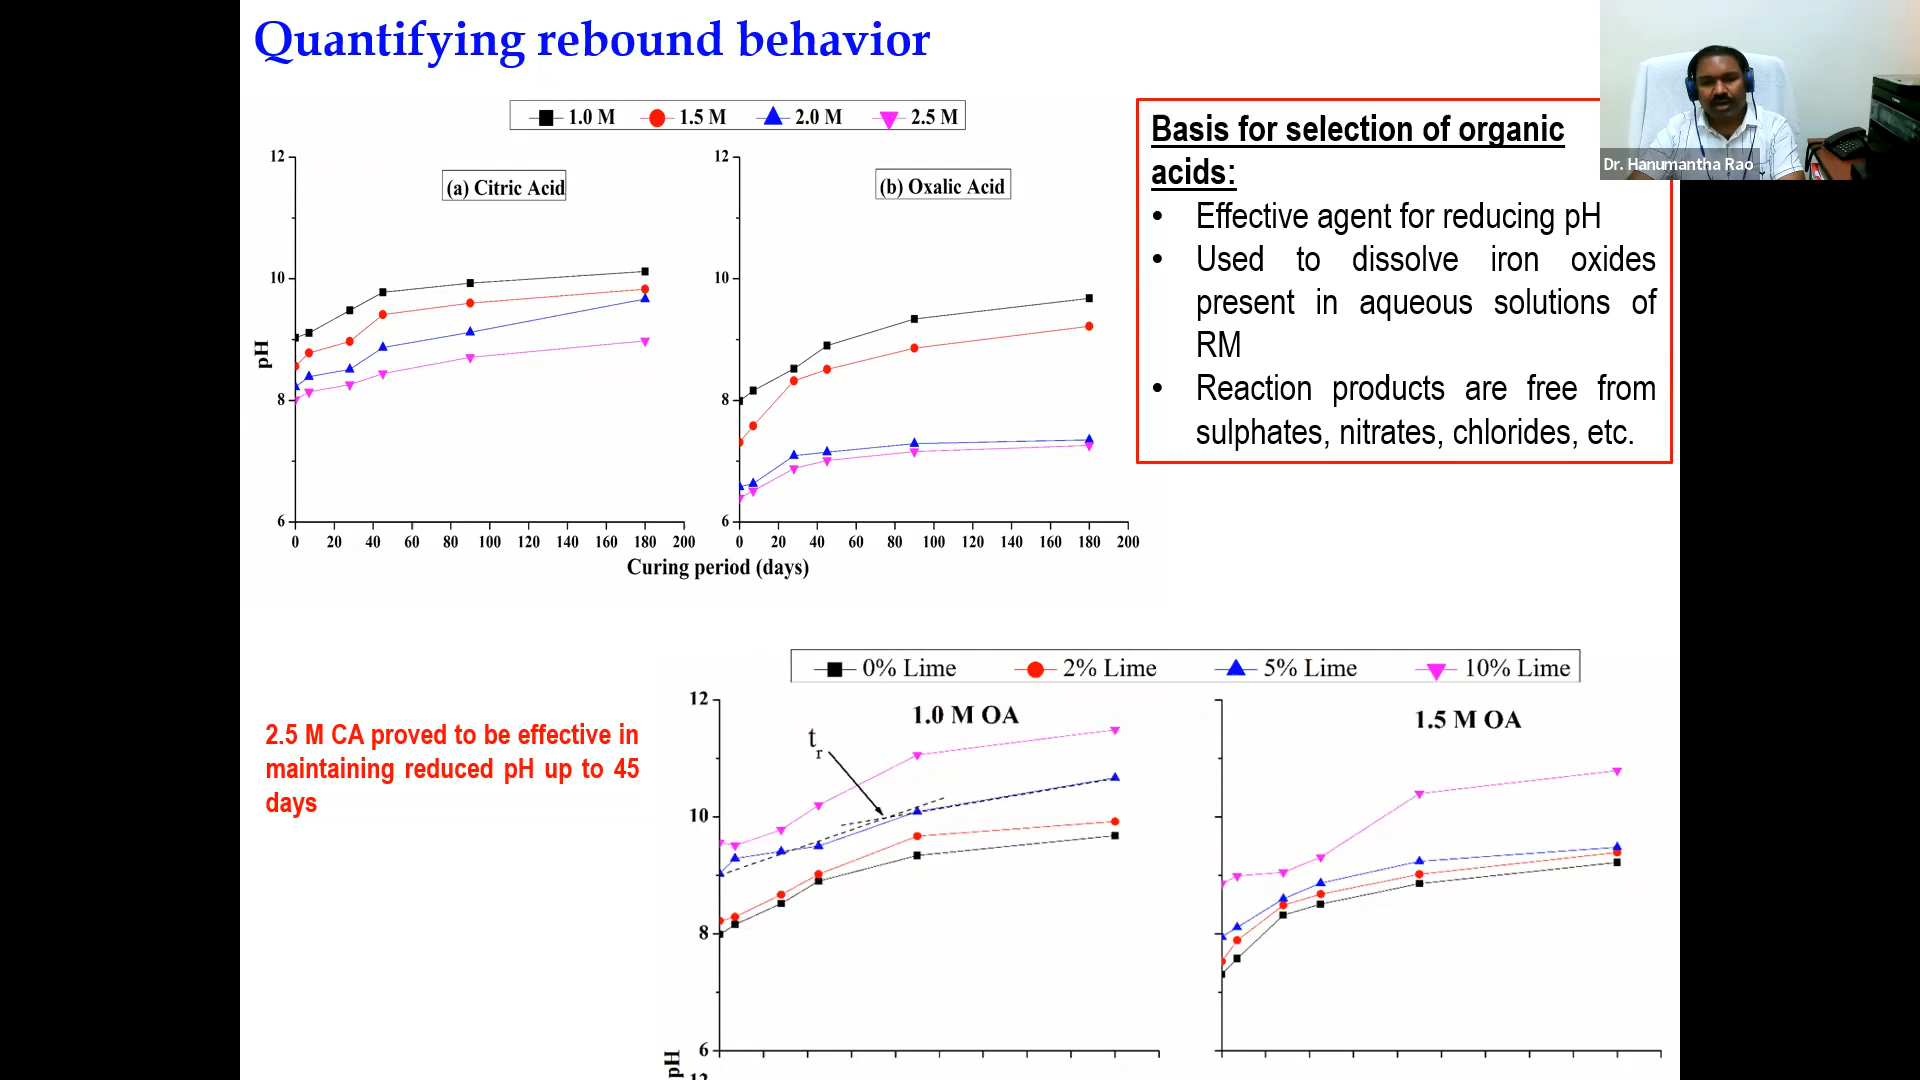 Quantifying rebound behavior
1.0 M 1.5 M 2.0 M 2.5 M
12
10
8
6
pH
(a) Citric Acid
0 20 40 60 80 100 120 140 160 180 200
12
10
8
6
(b) Oxalic Acid
0 20 40 60 80 100 120 140 160 180 200
Curing period (days)
Basis for selection of organic
acids:
• Effective agent for reducing pH
• Used to dissolve iron oxides
present in aqueous solutions of
RM
• Reaction products are free from
sulphates, nitrates, chlorides, etc.
Dr. Hanumantha Rao
2.5 M CA proved to be effective in
maintaining reduced pH up to 45
days
0% Lime 2% Lime 5% Lime 10% Lime
12
10
8
6
1.0 M OA
tr
1.5 M OA
pH
12